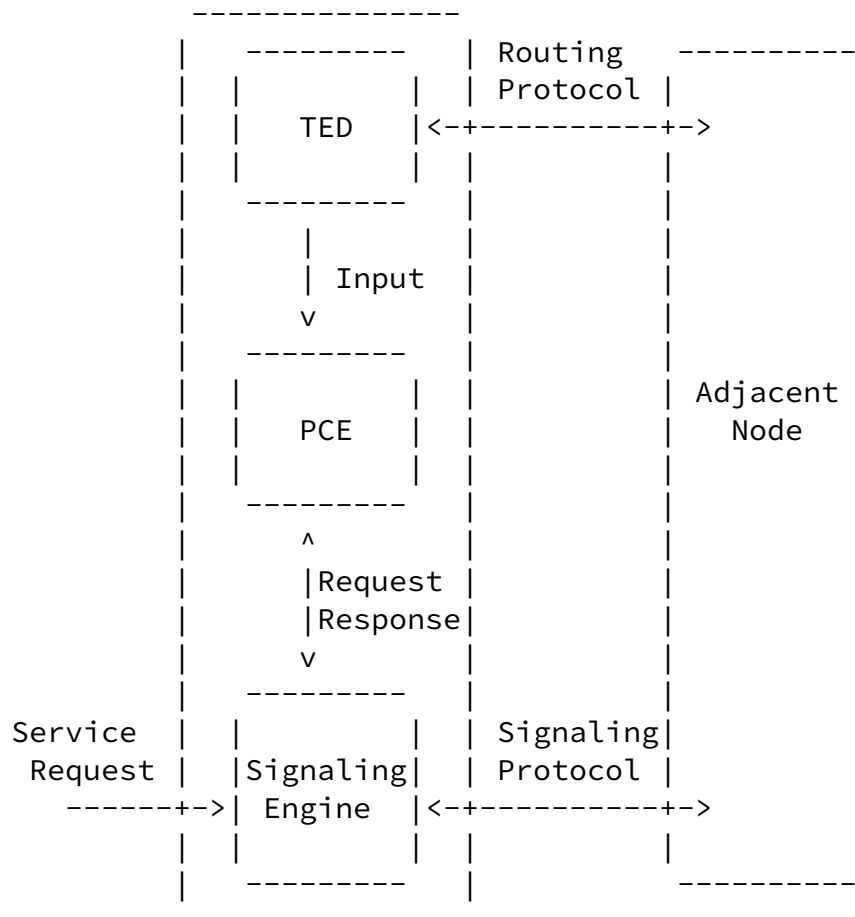 Routing
Protocol
TED
Input
Adjacent
PCE
Node
Request
Response
Service
Signaling
Request
Signaling
Protocol
Engine